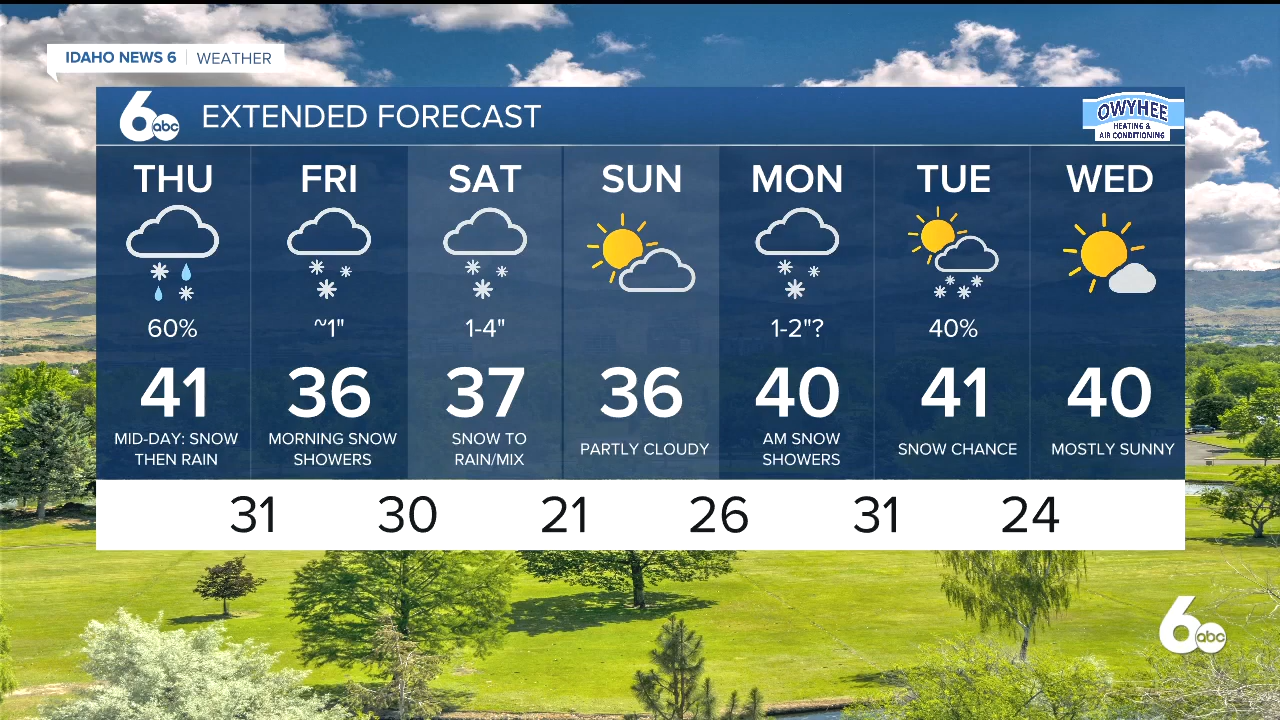 IDAHO NEWS 6 WEATHER
6 abc EXTENDED FORECAST
OWYHEE
HEATING &
AIR CONDITIONING
THU FRI SAT SUN MON TUE WED
60% ~1" 1-4" 1-2"? 40%
41 36 37 36 40 41 40
MID-DAY: SNOW
THEN RAIN
MORNING SNOW
SHOWERS
SNOW TO
RAIN/MIX
PARTLY CLOUDY
AM SNOW
SHOWERS
SNOW CHANCE
MOSTLY SUNNY
31 30 21 26 31 24
6 abc